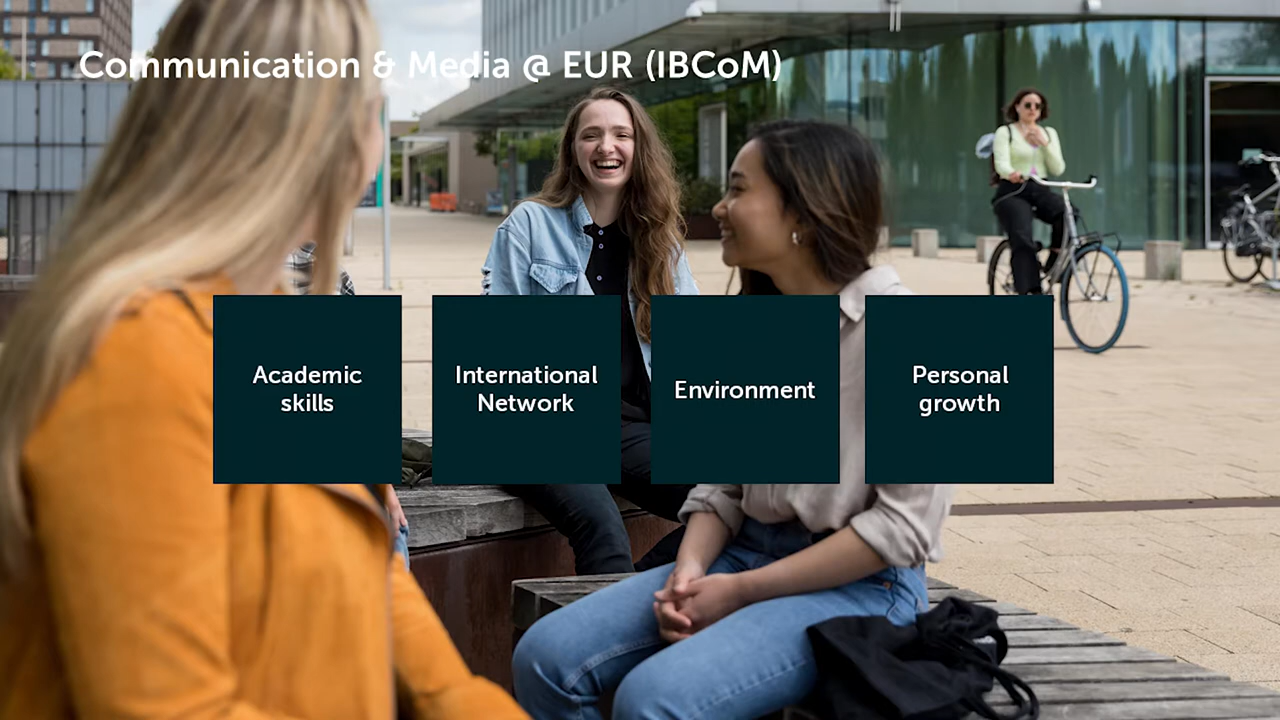 Communication & Media @ EUR (IBCoM)
Academic
skills
International
Network
Environment
Personal
growth